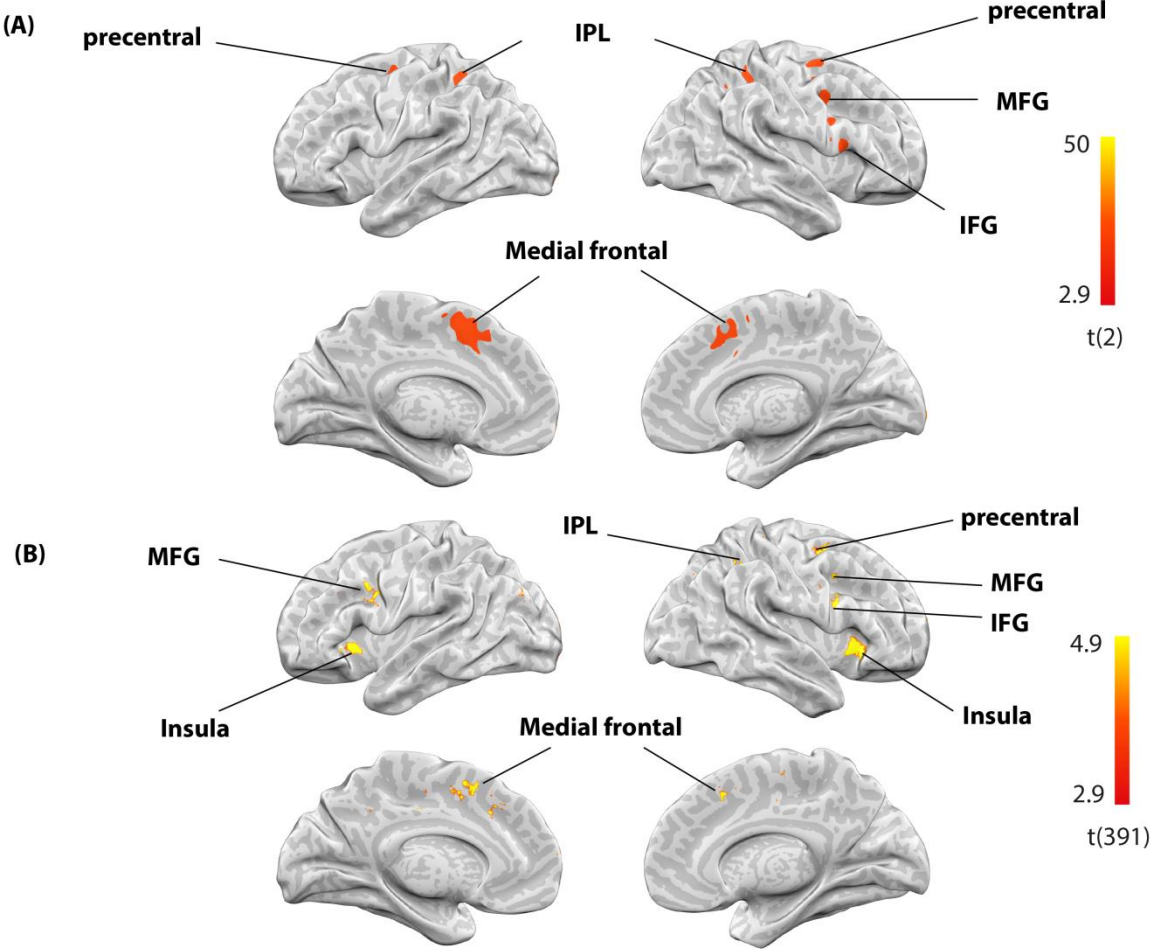 (A)
precentral
IPL
precentral
MFG
IFG
50
2.9
t(2)
Medial frontal
(B)
MFG
IPL
precentral
MFG
IFG
Insula
Insula
Medial frontal
4.9
2.9
t(391)